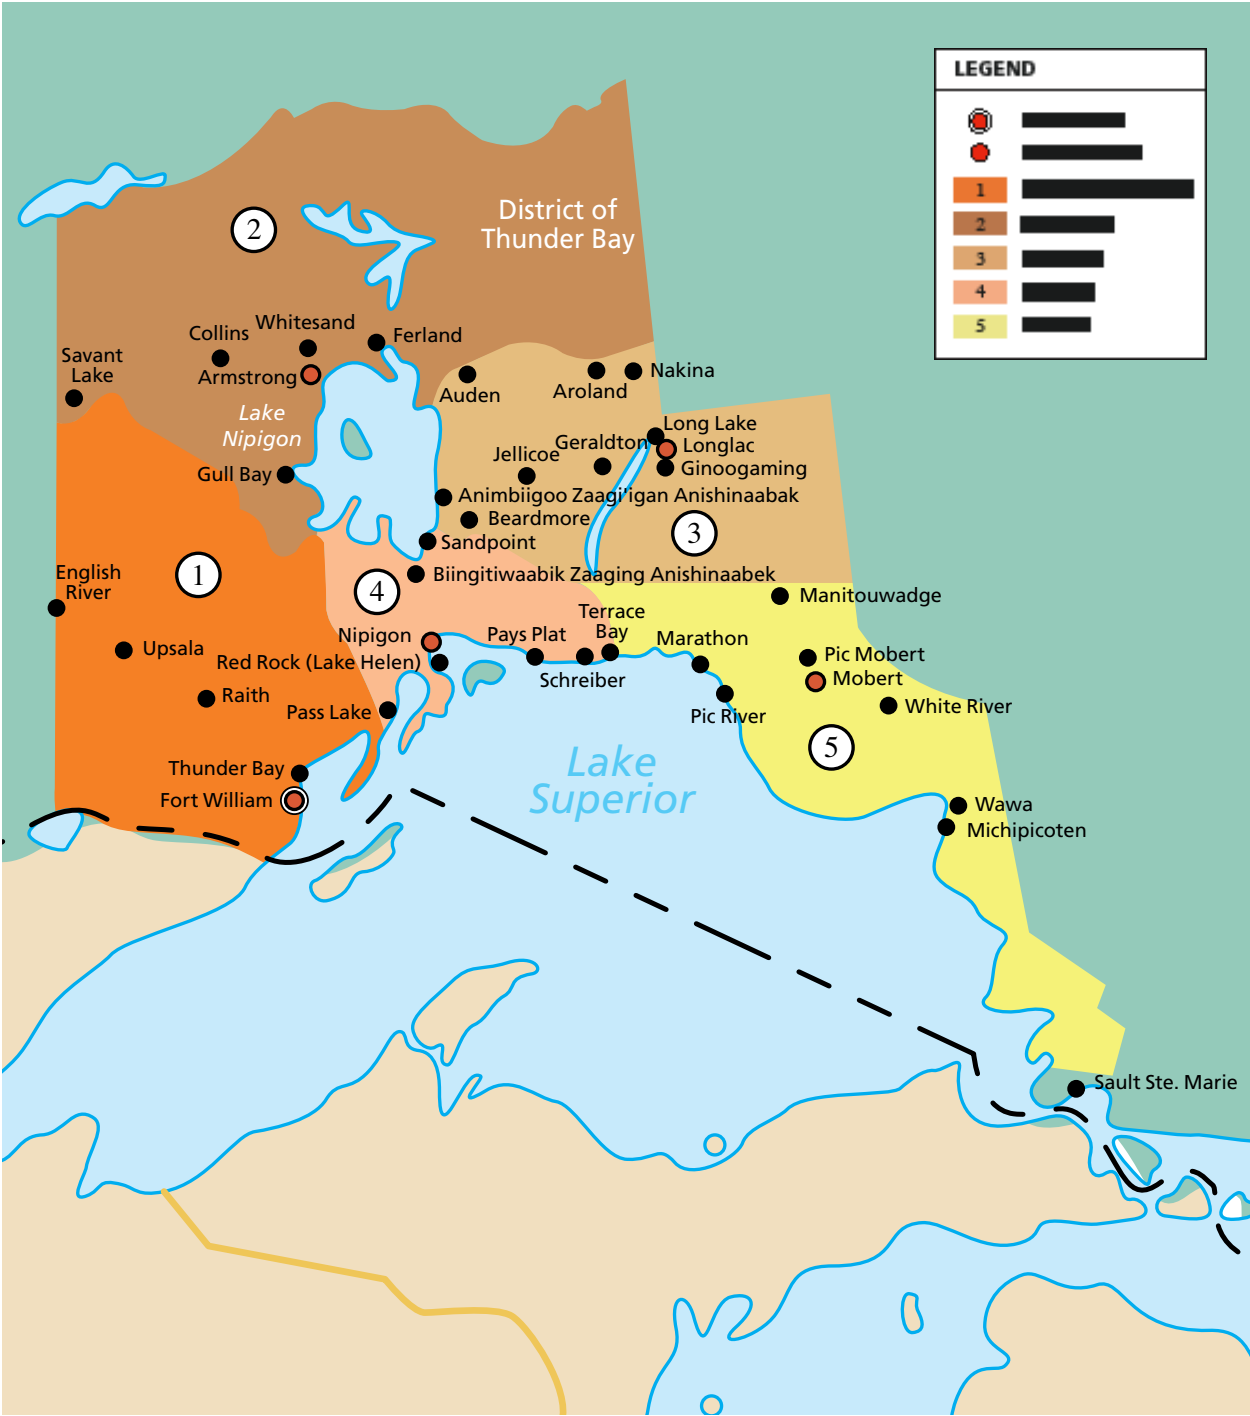 LEGEND
1
2
3
4
5
District of
Thunder Bay
2
Whitesand
Collins
Ferland
Savant
Lake
Armstrong
Nakina
Auden
Aroland
Lake
Nipigon
Long Lake
Geraldton
Longlac
Jellicoe
Ginoogaming
Gull Bay
Animbiigoo Zaagi'igan Anishinaabak
Beardmore
3
Sandpoint
English
River
1
4
Biingitiwaabik Zaaging Anishinaabek
Manitouwadge
Terrace
Bay
Nipigon
Pays Plat
Marathon
Upsala
Red Rock (Lake Helen)
Pic Mobert
Schreiber
Mobert
Raith
Pass Lake
Pic River
White River
5
Lake
Superior
Thunder Bay
Fort William
Wawa
Michipicoten
Sault Ste. Marie